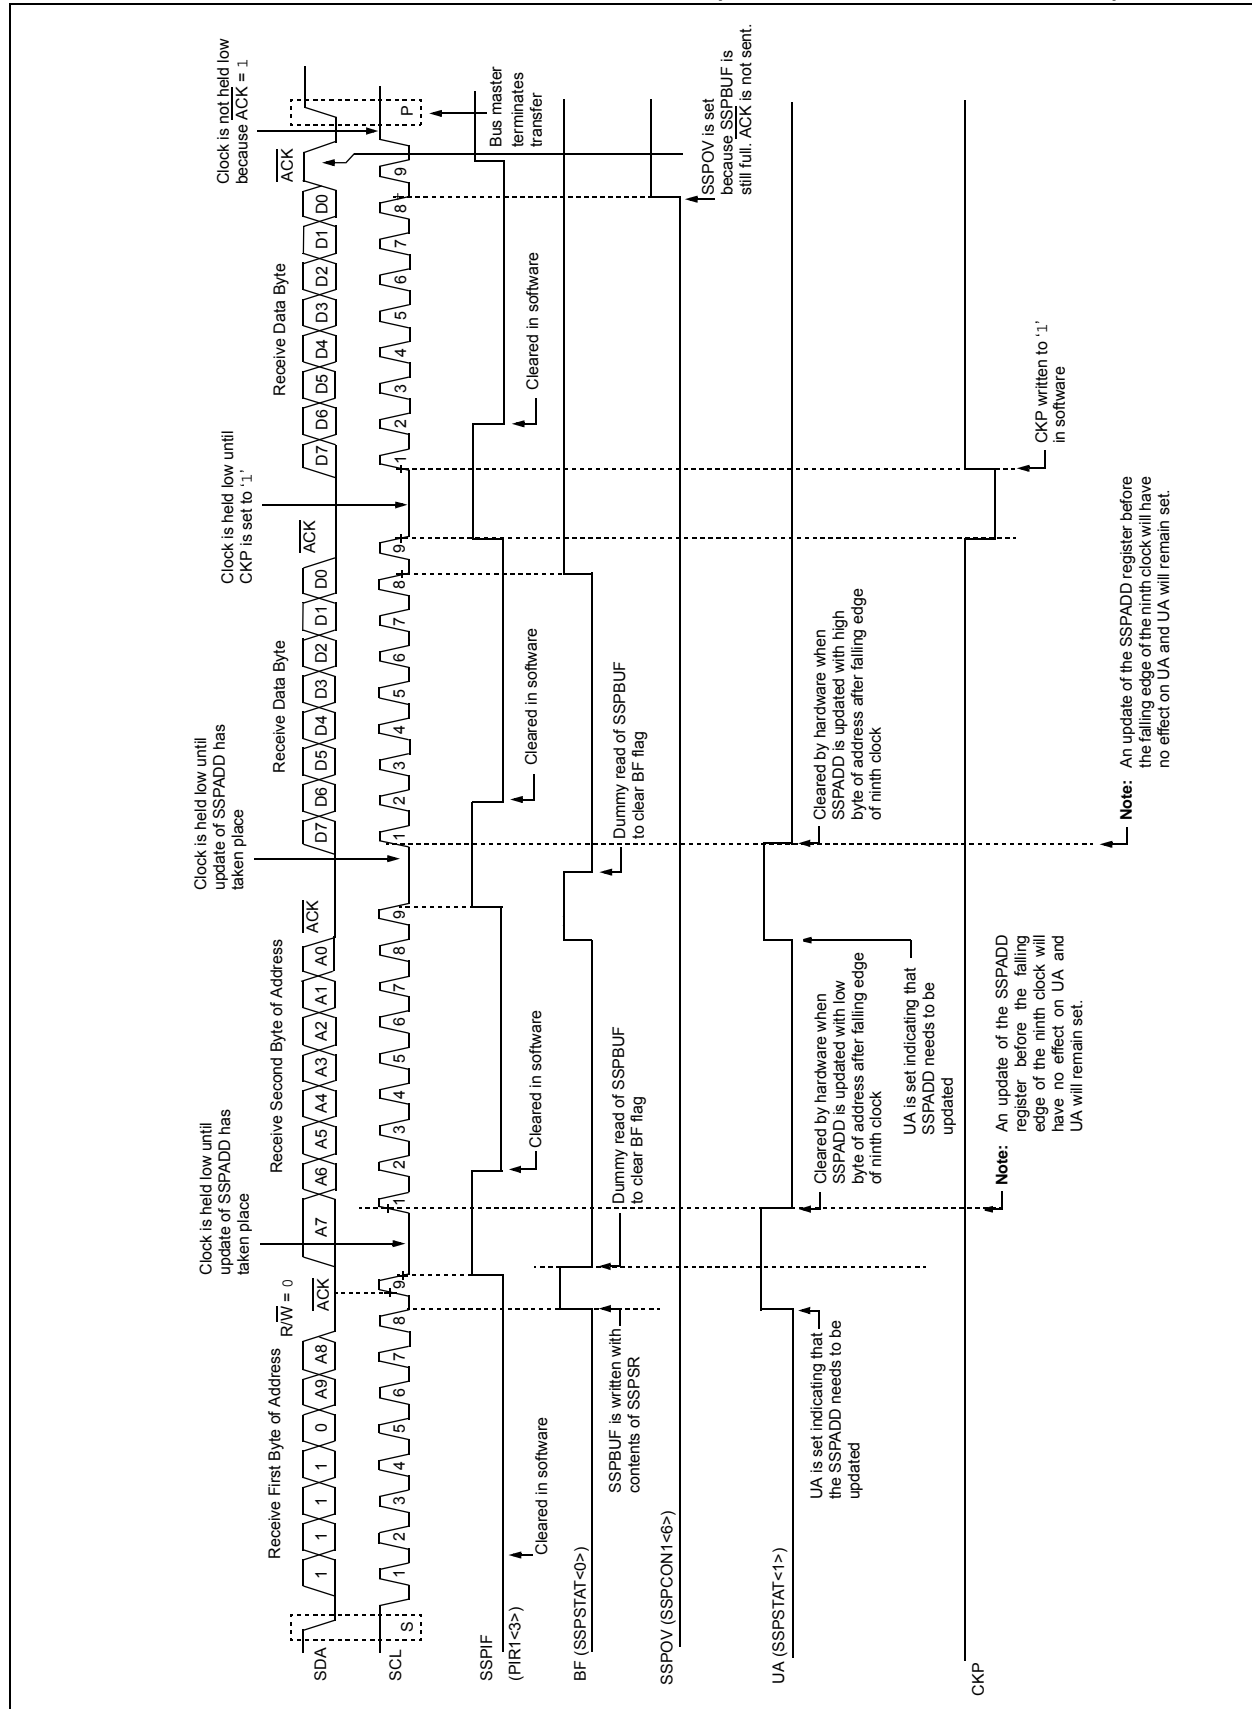 Receive First Byte of Address
R/W = 0
Clock is held low until
update of SSPADD has
taken place
Receive Second Byte of Address
Clock is held low until
update of SSPADD has
taken place
Receive Data Byte
Clock is held low until
CKP is set to ‘1’
Receive Data Byte
Clock is not held low
because ACK = 1
SDA
1 1 1 1 0 A9 A8
ACK
A7 A6 A5 A4 A3 A2 A1 A0
ACK
D7 D6 D5 D4 D3 D2 D1 D0
ACK
D7 D6 D5 D4 D3 D2 D1 D0
ACK
SCL
S
1 2 3 4 5 6 7 8 9
1 2 3 4 5 6 7 8 9
1 2 3 4 5 6 7 8 9
1 2 3 4 5 6 7 8 9
P
Bus master
terminates
transfer
SSPIF
(PIR1<3>)
Cleared in software
Cleared in software
Cleared in software
Cleared in software
BF (SSPSTAT<0>)
SSPBUF is written with
contents of SSPSR
Dummy read of SSPBUF
to clear BF flag
Dummy read of SSPBUF
to clear BF flag
SSPOV (SSPCON1<6>)
SSPOV is set
because SSPBUF is
still full. ACK is not sent.
UA (SSPSTAT<1>)
UA is set indicating that
the SSPADD needs to be
updated
Cleared by hardware when
SSPADD is updated with low
byte of address after falling edge
of ninth clock
UA is set indicating that
SSPADD needs to be
updated
Cleared by hardware when
SSPADD is updated with high
byte of address after falling edge
of ninth clock
CKP
CKP written to ‘1’
in software
Note: An update of the SSPADD
register before the falling
edge of the ninth clock will
have no effect on UA and
UA will remain set.
Note: An update of the SSPADD register before
the falling edge of the ninth clock will have
no effect on UA and UA will remain set.